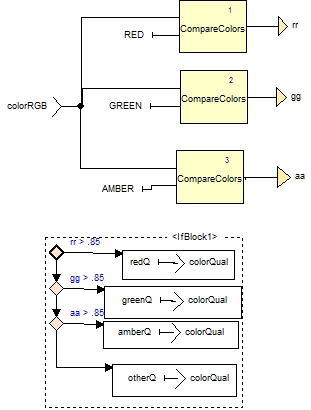 1
rr
RED
CompareColors
2
gg
colorRGB
GREEN
CompareColors
3
aa
CompareColors
AMBER
<IfBlock1>
rr > .85
redQ colorQual
gg > .85
greenQ colorQual
aa > .85
amberQ colorQual
otherQ colorQual